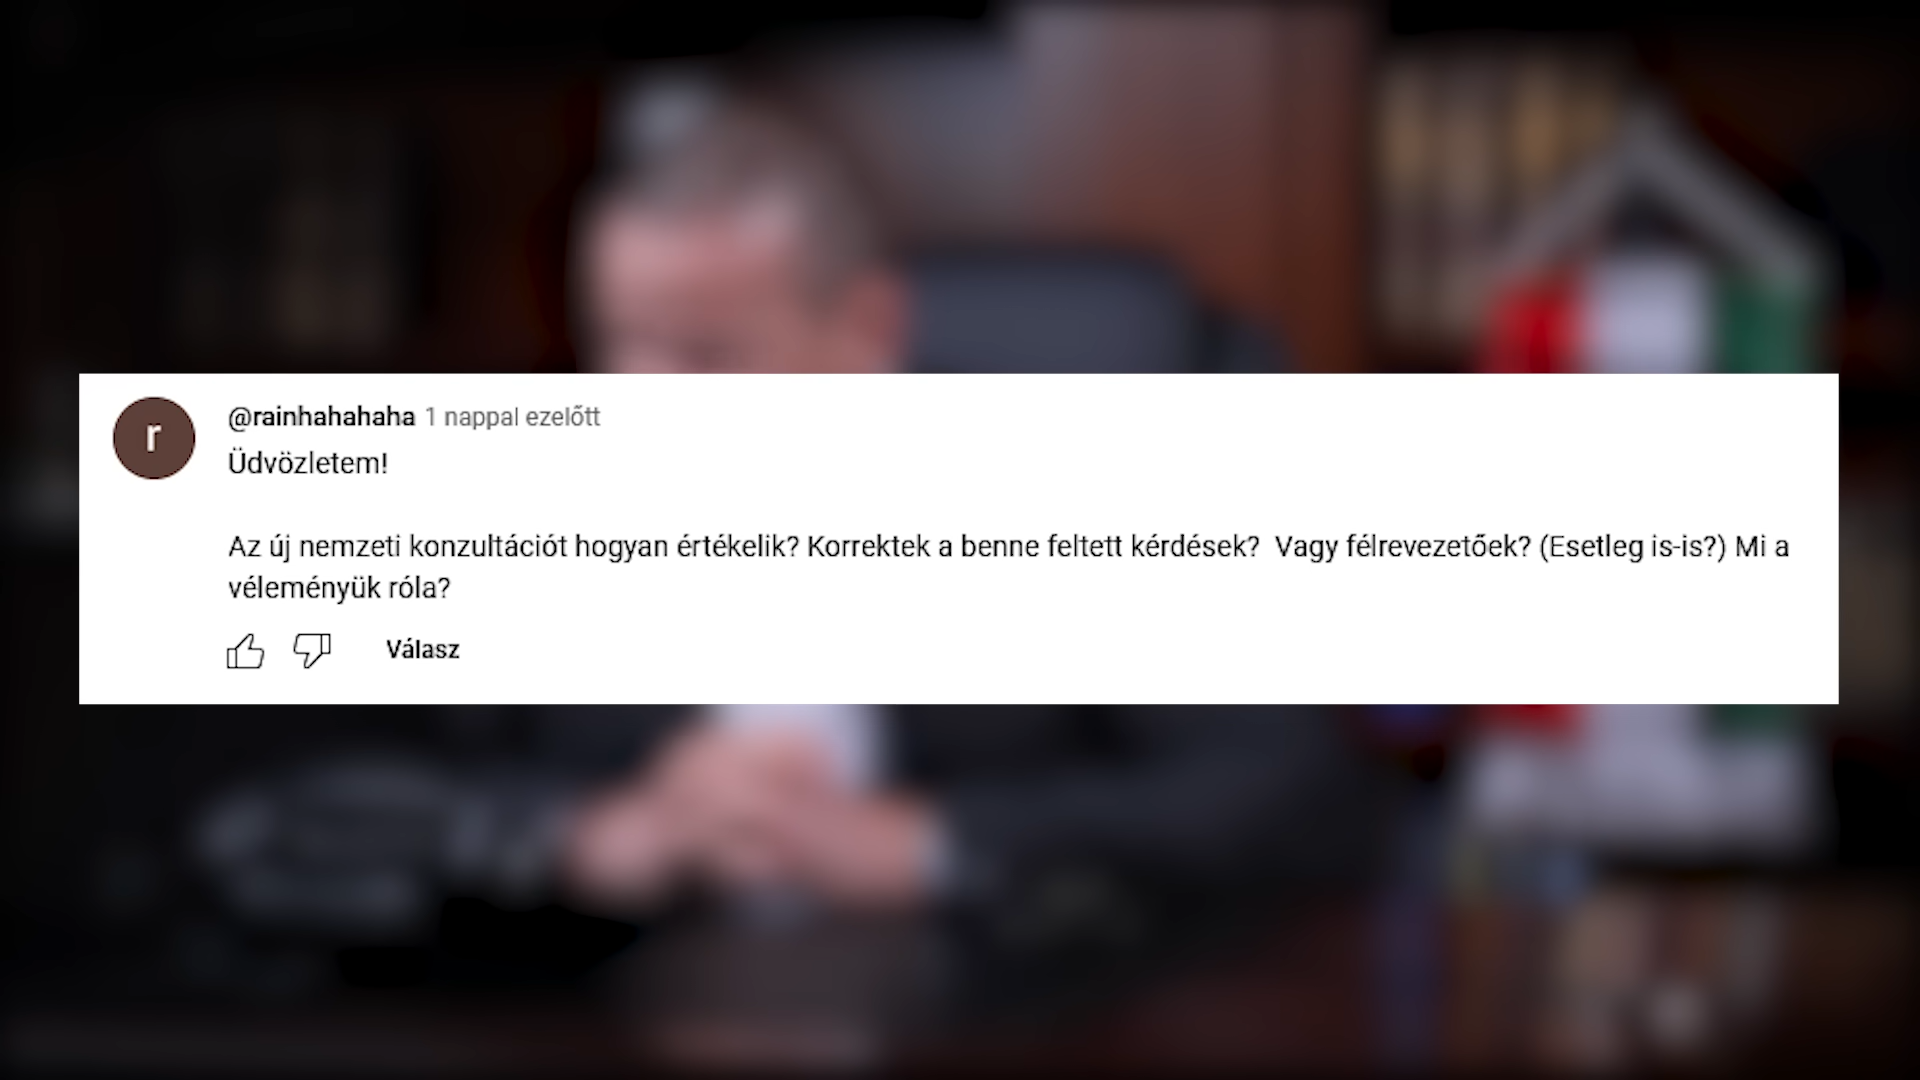 r
@rainhahahaha 1 nappal ezelőtt
Üdvözletem!
Az új nemzeti konzultációt hogyan értékelik? Korrektek a benne feltett kérdések?  Vagy félrevezetőek? (Esetleg is-is?) Mi a
véleményük róla?
Válasz